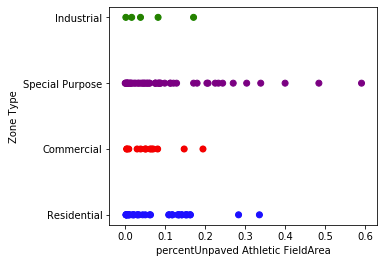 Industrial
Special Purpose
Commercial
Residential
Zone Type
0.0 0.1 0.2 0.3 0.4 0.5 0.6
percentUnpaved Athletic FieldArea